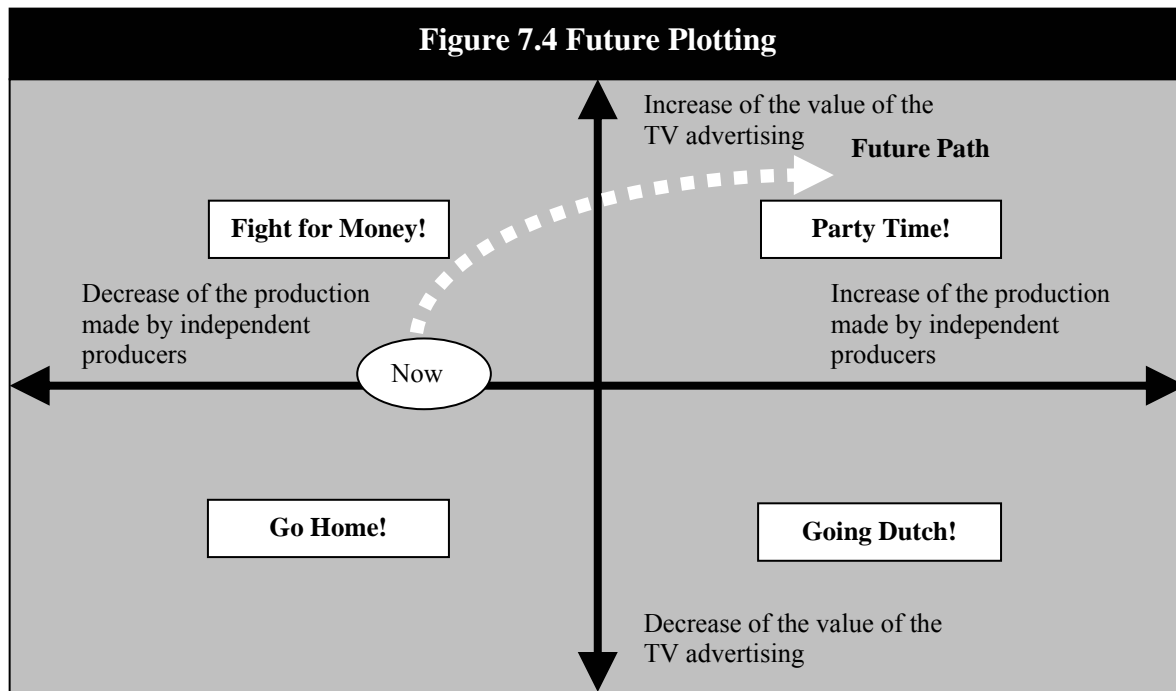 Figure 7.4 Future Plotting
Increase of the value of the
TV advertising
Future Path
Fight for Money!
Party Time!
Decrease of the production
made by independent
producers
Increase of the production
made by independent
producers
Now
Go Home!
Going Dutch!
Decrease of the value of the
TV advertising